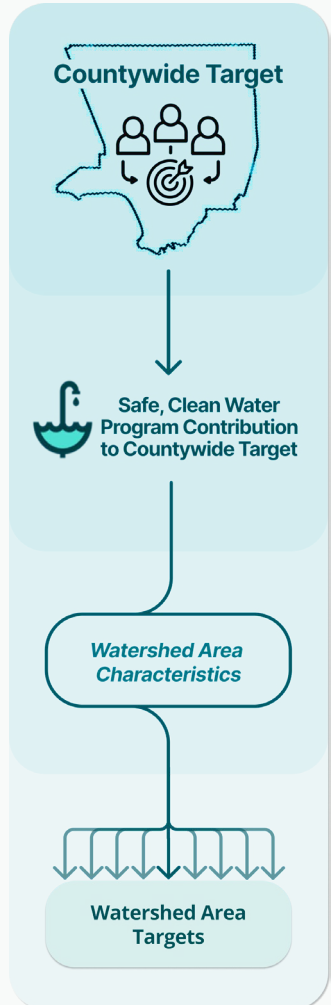 Countywide Target
Safe, Clean Water
Program Contribution
to Countywide Target
Watershed Area
Characteristics
Watershed Area
Targets